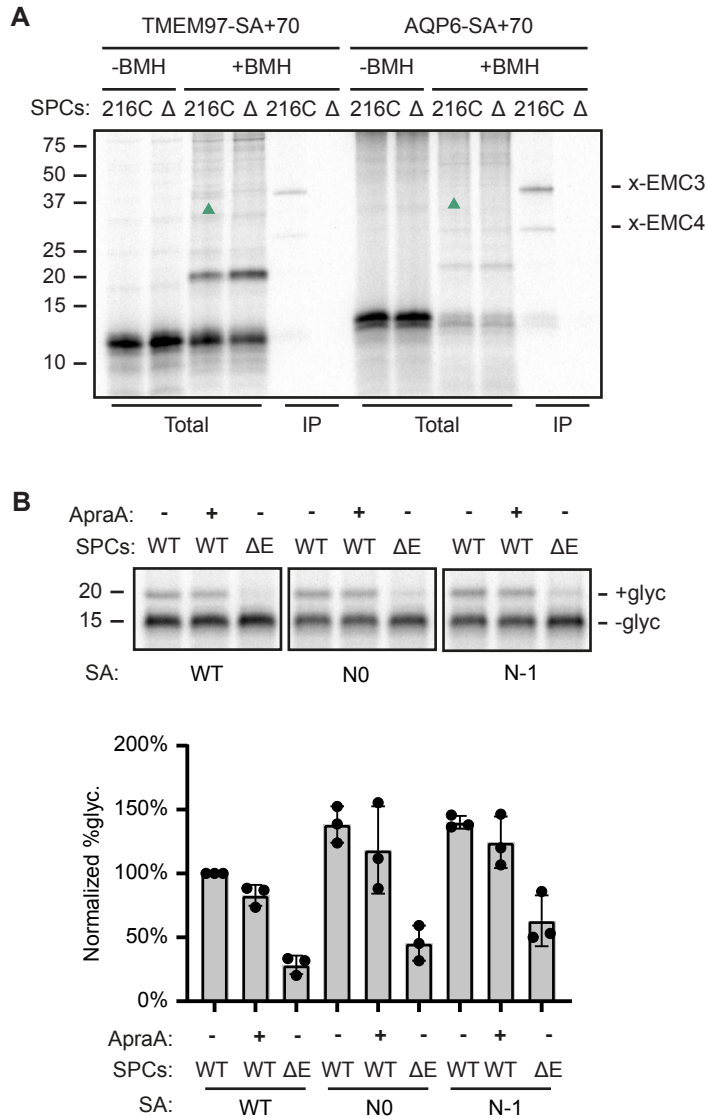 A
TMEM97-SA+70 AQP6-SA+70
-BMH +BMH -BMH +BMH
SPCs: 216C Δ 216C Δ 216C Δ 216C Δ 216C Δ 216C Δ
75
50
37
25
20
15
10
x-EMC3
x-EMC4
Total IP Total IP
B
ApraA: - + - - + - - + -
SPCs: WT WT ΔE WT WT ΔE WT WT ΔE
20 +glyc
15 -glyc
SA: WT N0 N-1
Normalized %glyc.
200%
150%
100%
50%
0%
ApraA: - + - - + - - + -
SPCs: WT WT ΔE WT WT ΔE WT WT ΔE
SA: WT N0 N-1